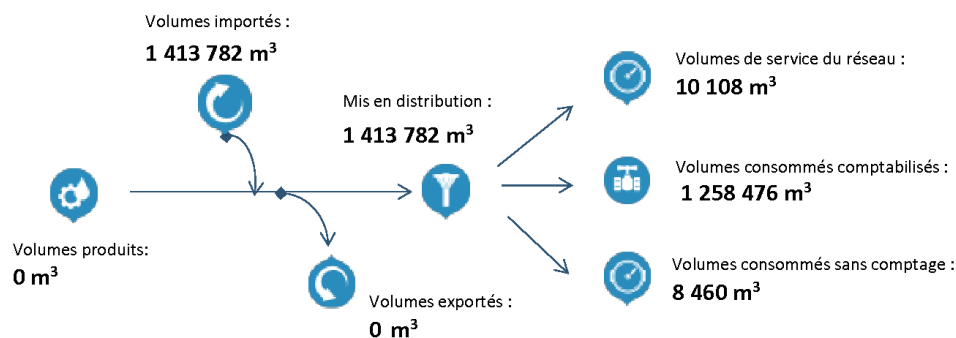 Volumes importés :
1 413 782 m³
Mis en distribution :
1 413 782 m³
Volumes produits:
0 m³
Volumes exportés :
0 m³
Volumes de service du réseau :
10 108 m³
Volumes consommés comptabilisés :
1 258 476 m³
Volumes consommés sans comptage :
8 460 m³